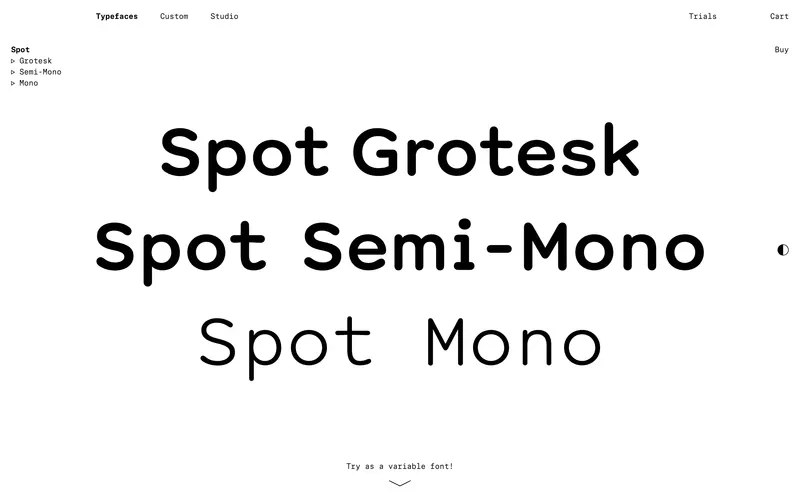 Typefaces Custom Studio Trials Cart
Spot Buy
▷ Grotesk
▷ Semi-Mono
▷ Mono
Spot Grotesk
Spot Semi-Mono
Spot Mono
Try as a variable font!